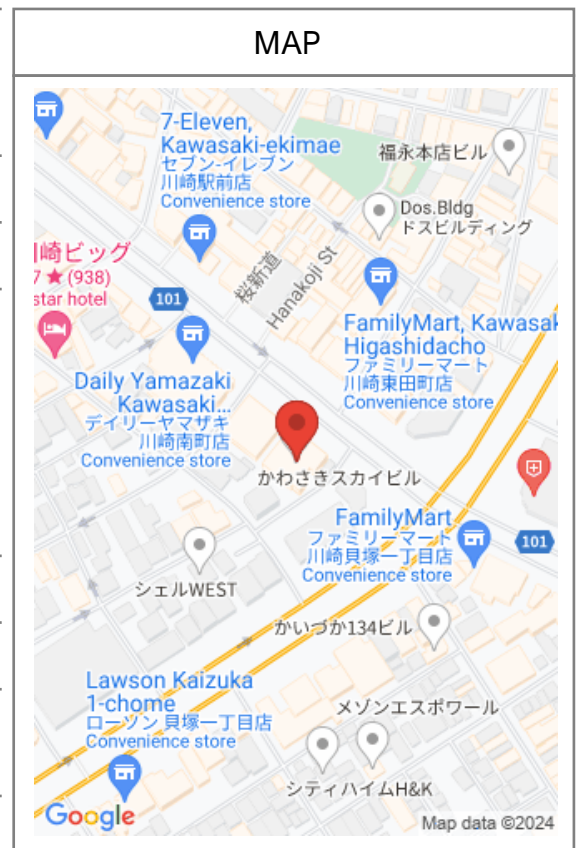 MAP
7-Eleven,
Kawasaki-ekimae
セブン-イレブン
川崎駅前店
Convenience store
福永本店ビル
Dos.Bldg
ドスビルディング
崎ビッグ
7 ★ (938)
star hotel
101
桜新道
Hanakoji St
FamilyMart, Kawasak
Higashidacho
ファミリーマート
川崎東田町店
Convenience store
Daily Yamazaki
Kawasaki...
デイリーヤマザキ
川崎南町店
Convenience store
かわさきスカイビル
FamilyMart
ファミリーマート
川崎貝塚一丁目店
Convenience store
101
シェルWEST
かいづか134ビル
Lawson Kaizuka
1-chome
ローソン 貝塚一丁目店
Convenience store
メゾンエスポワール
シティハイムH&K
Google
Map data ©2024